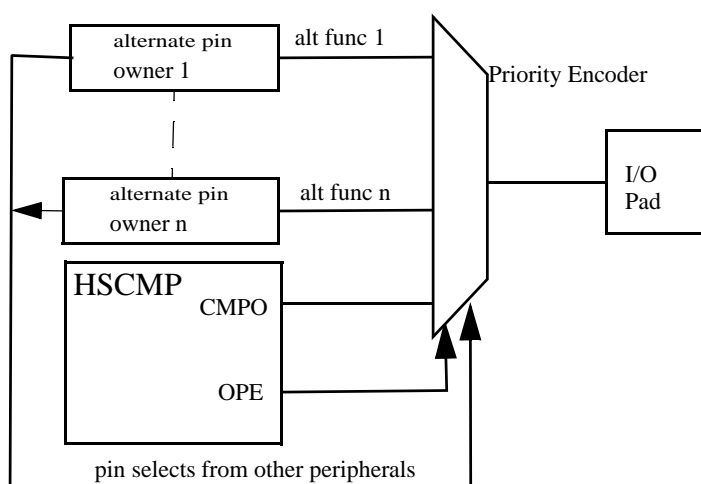 alternate pin
owner 1
alt func 1
Priority Encoder
I/O
Pad
alternate pin
owner n
alt func n
HSCMP
CMPO
OPE
pin selects from other peripherals